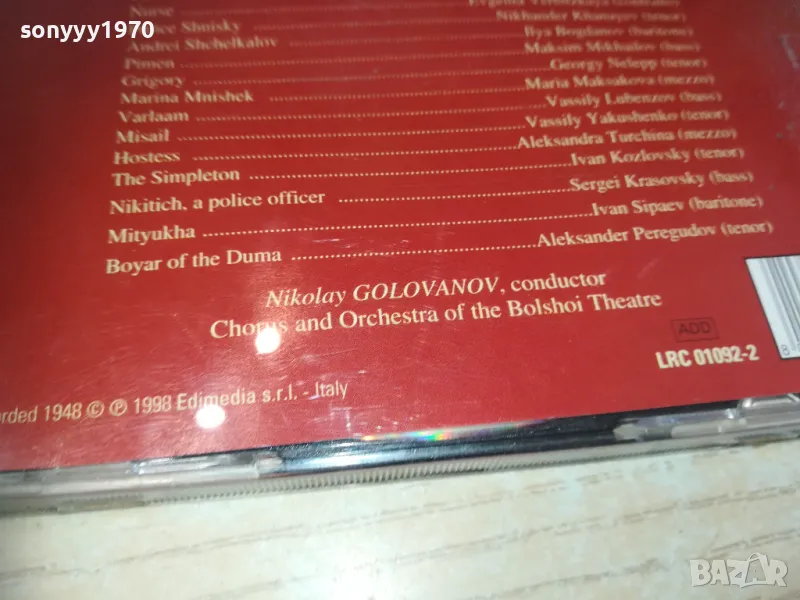 sonyyy1970
Nurse
Shuisky Nikhander Khanayev (tenor)
Andrei Shchelkalov Ilya Bogdanov (baritone)
Pimen Maksim Mikhailov (bass)
Grigory Georgy Nelepp (tenor)
Marina Mnishek Maria Maksakova (mezzo)
Varlaam Vassily Lubenzov (bass)
Misail Vassily Yakushenko (tenor)
Hostess Aleksandra Turchina (mezzo)
The Simpleton Ivan Kozlovsky (tenor)
Nikitich, a police officer Sergei Krasovsky (bass)
Mityukha Ivan Sipaev (baritone)
Boyar of the Duma Aleksander Peregudov (tenor)
Nikolay GOLOVANOV, conductor
Chorus and Orchestra of the Bolshoi Theatre
ADD
LRC 01092-2
1948 © ℗ 1998 Edimedia s.r.l. - Italy
BAZAR